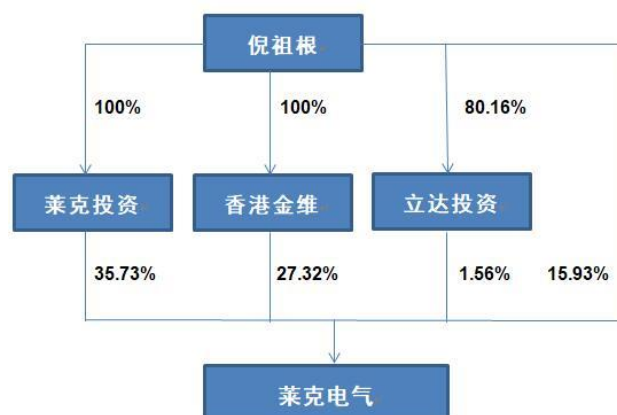 倪祖根
100% 100% 80.16%
莱克投资 香港金维 立达投资
35.73% 27.32% 1.56% 15.93%
莱克电气